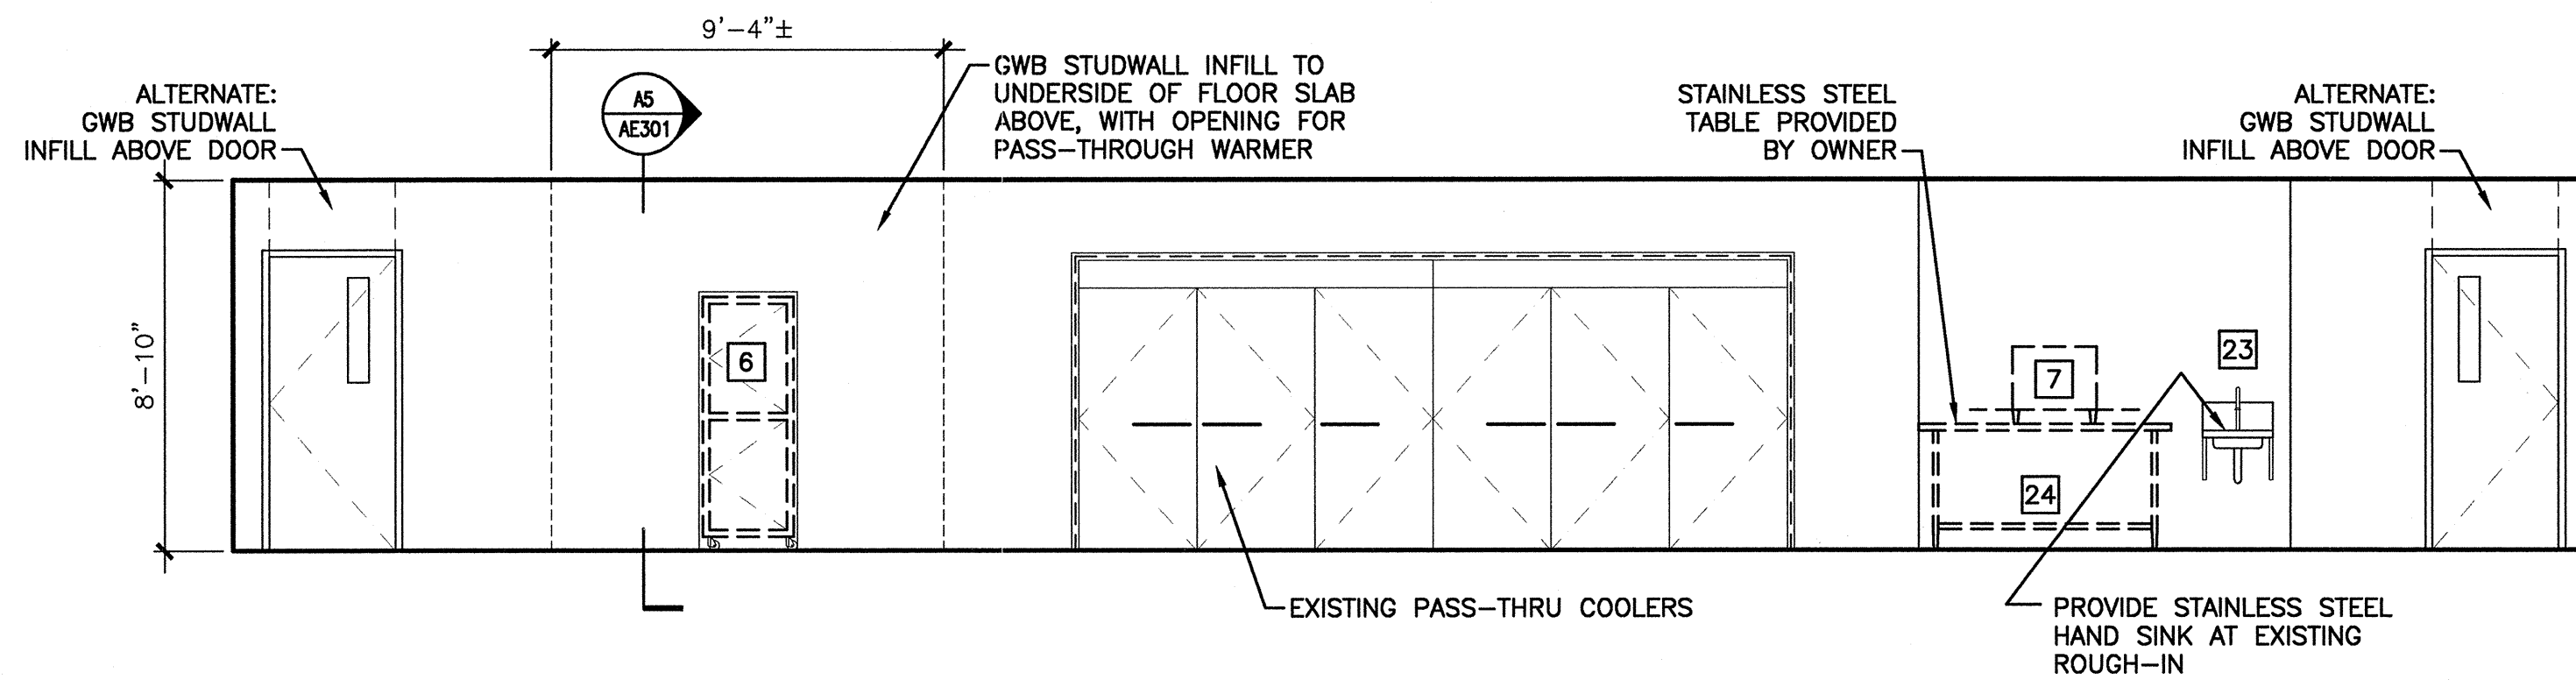 9'-4"±
ALTERNATE:
GWB STUDWALL
INFILL ABOVE DOOR
A5
AE301
GWB STUDWALL INFILL TO
UNDERSIDE OF FLOOR SLAB
ABOVE, WITH OPENING FOR
PASS-THROUGH WARMER
STAINLESS STEEL
TABLE PROVIDED
BY OWNER
ALTERNATE:
GWB STUDWALL
INFILL ABOVE DOOR
8'-10"
6
7
23
24
EXISTING PASS-THRU COOLERS
PROVIDE STAINLESS STEEL
HAND SINK AT EXISTING
ROUGH-IN